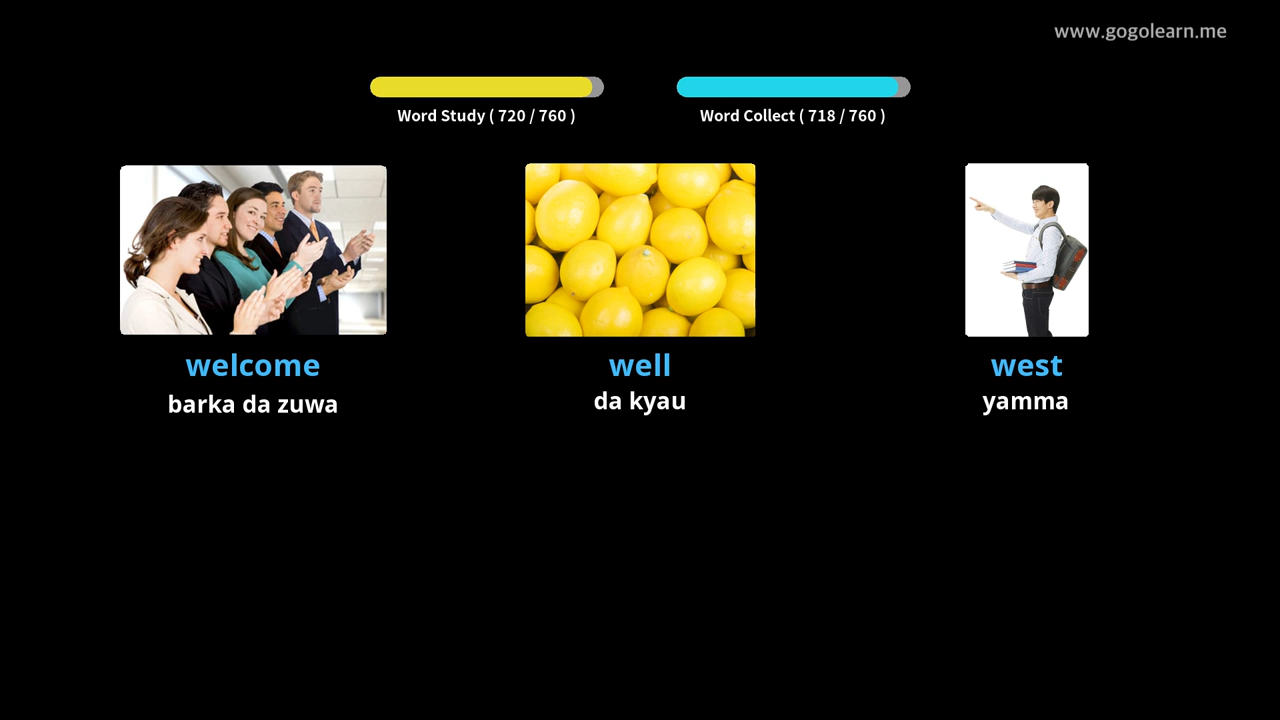 www.gogolearn.me
Word Study ( 720 / 760 )
Word Collect ( 718 / 760 )
welcome
barka da zuwa
well
da kyau
west
yamma